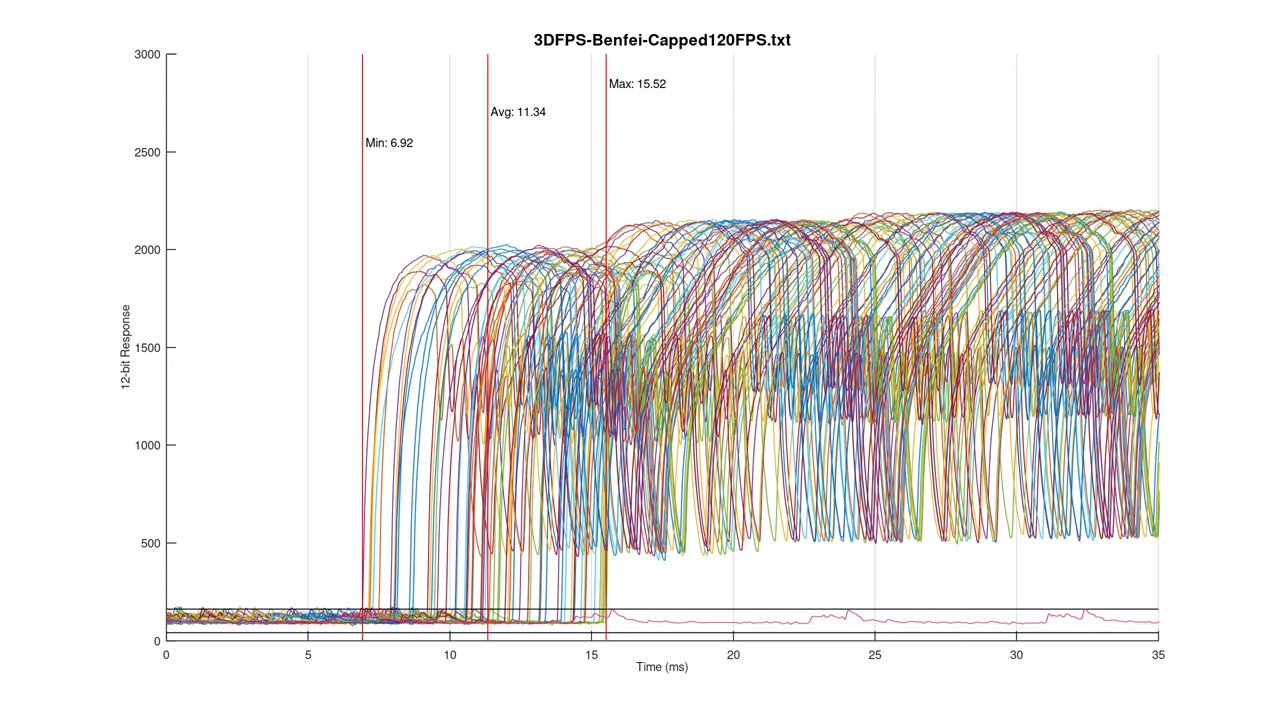 3DFPS-Benfei-Capped120FPS.txt
3000
Max: 15.52
Avg: 11.34
Min: 6.92
2500
2000
1500
1000
500
0
12-bit Response
0 5 10 15 20 25 30 35
Time (ms)